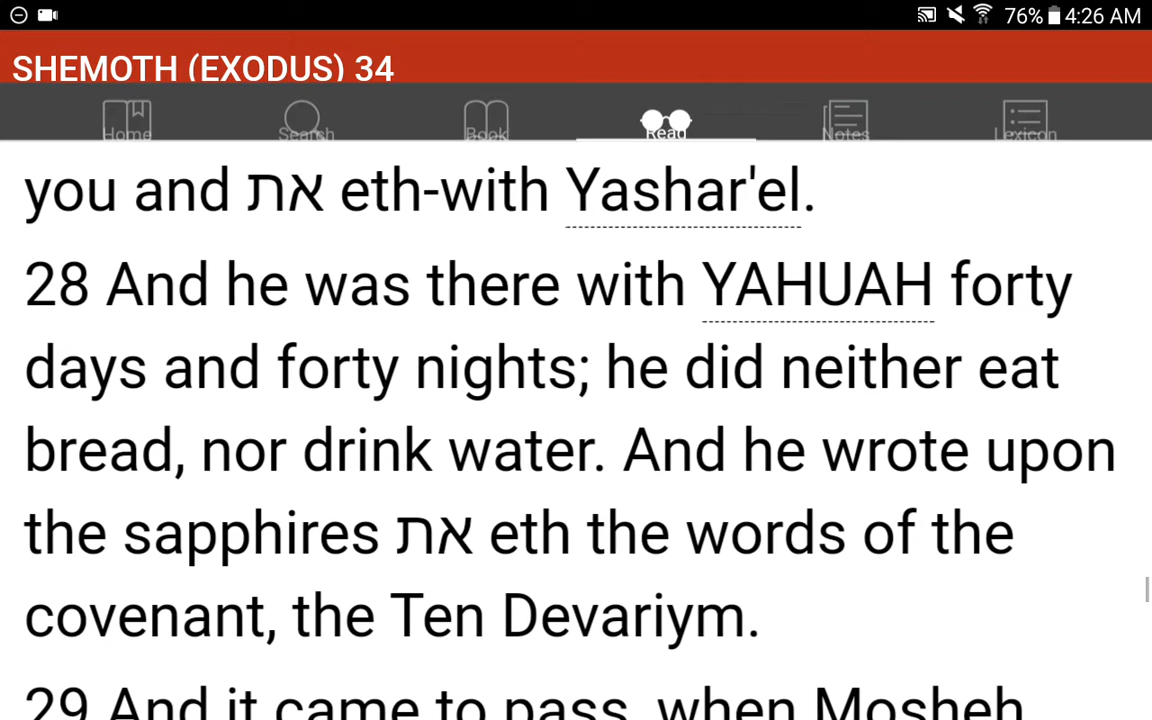 76% 4:26 AM
SHEMOTH (EXODUS) 34
Home Search Book Read Notes Lexicon
you and את eth-with Yashar'el.
28 And he was there with YAHUAH forty
days and forty nights; he did neither eat
bread, nor drink water. And he wrote upon
the sapphires את eth the words of the
covenant, the Ten Devariym.
29 And it came to pass, when Mosheh